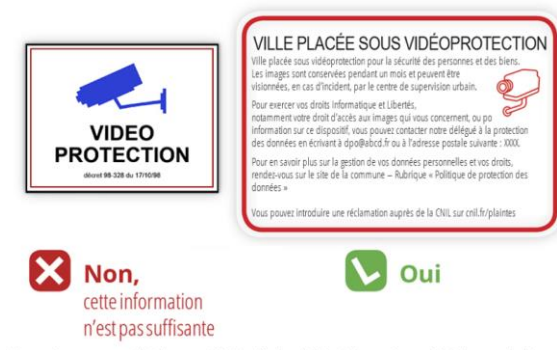 VIDEO
PROTECTION
décret 98-328 du 17/10/98
VILLE PLACÉE SOUS VIDÉOPROTECTION
Ville placée sous vidéoprotection pour la sécurité des personnes et des biens.
Les images sont conservées pendant un mois et peuvent être
visionnées, en cas d'incident, par le centre de supervision urbain.
Pour exercer vos droits Informatique et Libertés,
notamment votre droit d'accès aux images qui vous concernent, ou po
information sur ce dispositif, vous pouvez contacter notre délégué à la protection
des données en écrivant à dpo@abcd.fr ou à l'adresse postale suivante : XXXX.
Pour en savoir plus sur la gestion de vos données personnelles et vos droits,
rendez-vous sur le site de la commune – Rubrique « Politique de protection des
données »
Vous pouvez introduire une réclamation auprès de la CNIL sur cnil.fr/plaintes
Non,
cette information
n'est pas suffisante
Oui